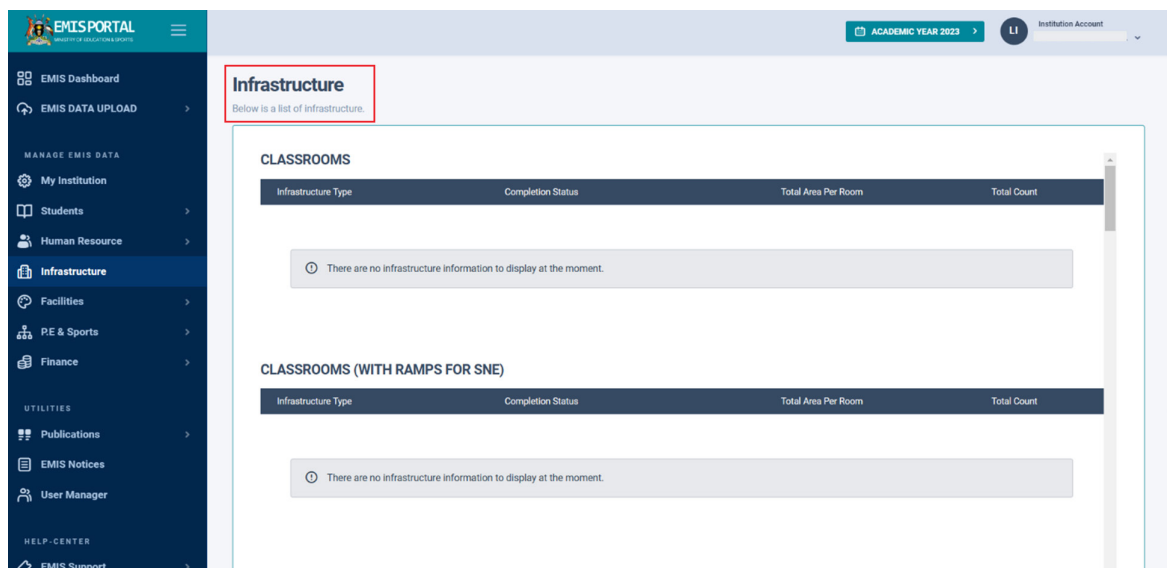 EMIS PORTAL
MINISTRY OF EDUCATION & SPORTS
ACADEMIC YEAR 2023
LI
Institution Account
EMIS Dashboard
EMIS DATA UPLOAD
MANAGE EMIS DATA
My Institution
Students
Human Resource
Infrastructure
Facilities
P.E & Sports
Finance
UTILITIES
Publications
EMIS Notices
User Manager
HELP-CENTER
EMIS Support
Infrastructure
Below is a list of infrastructure.
CLASSROOMS
Infrastructure Type Completion Status Total Area Per Room Total Count
There are no infrastructure information to display at the moment.
CLASSROOMS (WITH RAMPS FOR SNE)
Infrastructure Type Completion Status Total Area Per Room Total Count
There are no infrastructure information to display at the moment.